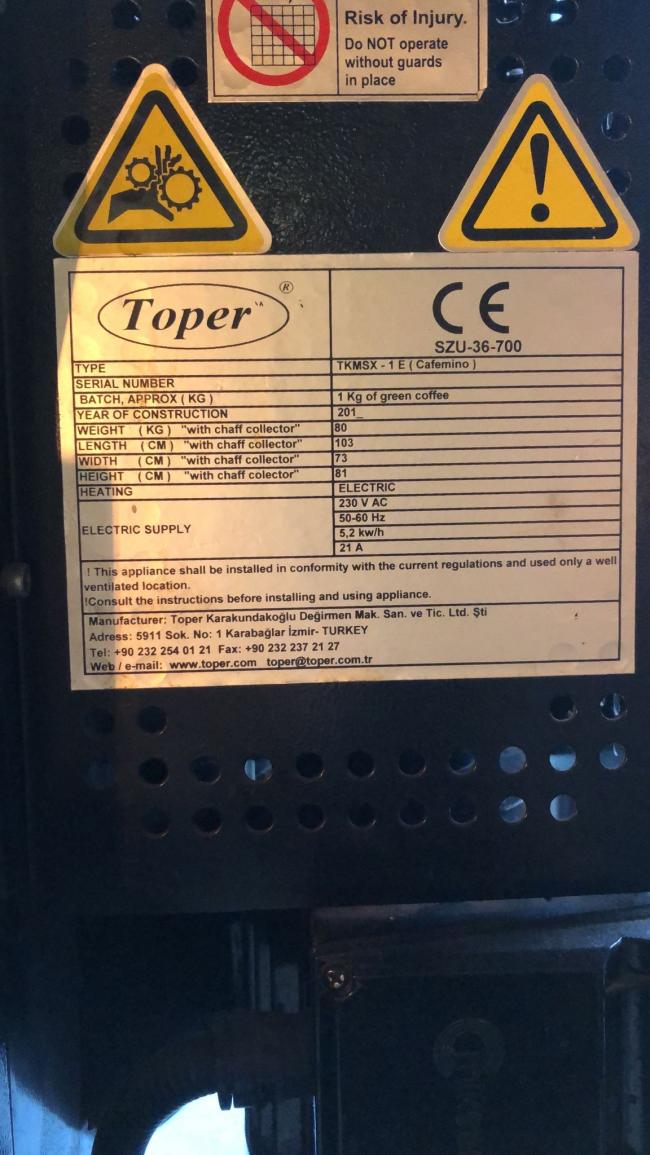 Risk of Injury.
Do NOT operate
without guards
in place
Toper ®
CE
SZU-36-700
TYPE TKMSX - 1 E ( Cafemino )
SERIAL NUMBER
BATCH, APPROX ( KG ) 1 Kg of green coffee
YEAR OF CONSTRUCTION 201_
WEIGHT ( KG ) "with chaff collector" 80
LENGTH ( CM ) "with chaff collector" 103
WIDTH ( CM ) "with chaff collector" 73
HEIGHT ( CM ) "with chaff colector" 81
HEATING ELECTRIC
ELECTRIC SUPPLY 230 V AC
50-60 Hz
5,2 kw/h
21 A
! This appliance shall be installed in conformity with the current regulations and used only a well
ventilated location.
!Consult the instructions before installing and using appliance.
Manufacturer: Toper Karakundakoğlu Değirmen Mak. San. ve Tic. Ltd. Şti
Adress: 5911 Sok. No: 1 Karabağlar İzmir- TURKEY
Tel: +90 232 254 01 21 Fax: +90 232 237 21 27
Web / e-mail: www.toper.com toper@toper.com.tr